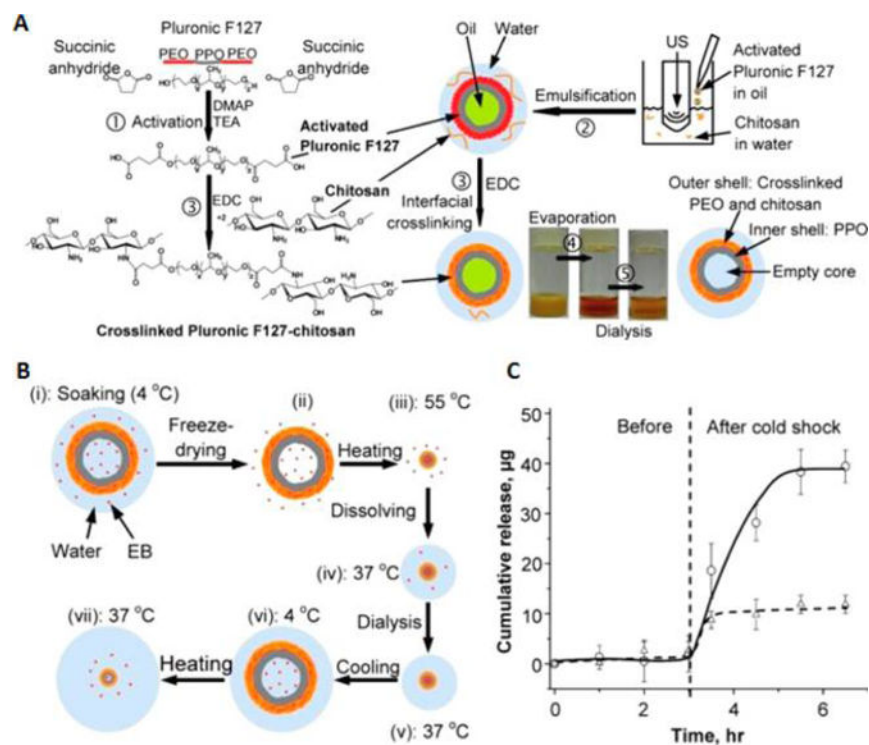 A
Pluronic F127
Succinic anhydride
PEO PPO PEO
Succinic anhydride
CH₃
① Activation
DMAP
TEA
Activated Pluronic F127
Chitosan
③
EDC
+2
Crosslinked Pluronic F127-chitosan
Oil
Water
Emulsification
②
US
Activated Pluronic F127 in oil
Chitosan in water
③
EDC
Interfacial crosslinking
Evaporation
④
⑤
Dialysis
Outer shell: Crosslinked PEO and chitosan
Inner shell: PPO
Empty core
B
(i): Soaking (4 °C)
Water
EB
Freeze-drying
(ii)
Heating
(iii): 55 °C
Dissolving
(iv): 37 °C
Dialysis
(v): 37 °C
Cooling
(vi): 4 °C
Heating
(vii): 37 °C
C
Before
After cold shock
Cumulative release, µg
50
40
30
20
10
0
0
2
4
6
Time, hr